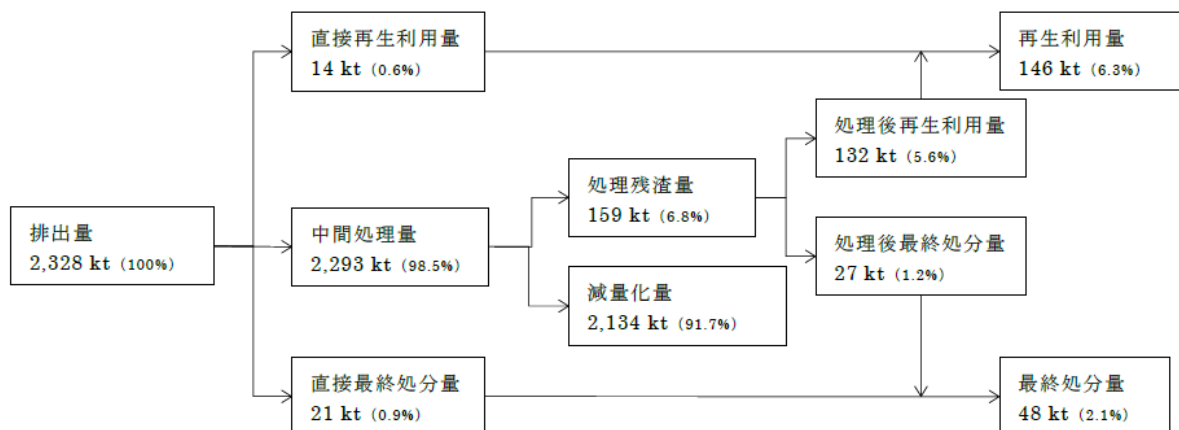 直接再生利用量
14 kt（0.6%）
再生利用量
146 kt（6.3%）
処理後再生利用量
132 kt（5.6%）
処理残渣量
159 kt（6.8%）
排出量
2,328 kt（100%）
中間処理量
2,293 kt（98.5%）
処理後最終処分量
27 kt（1.2%）
減量化量
2,134 kt（91.7%）
直接最終処分量
21 kt（0.9%）
最終処分量
48 kt（2.1%）